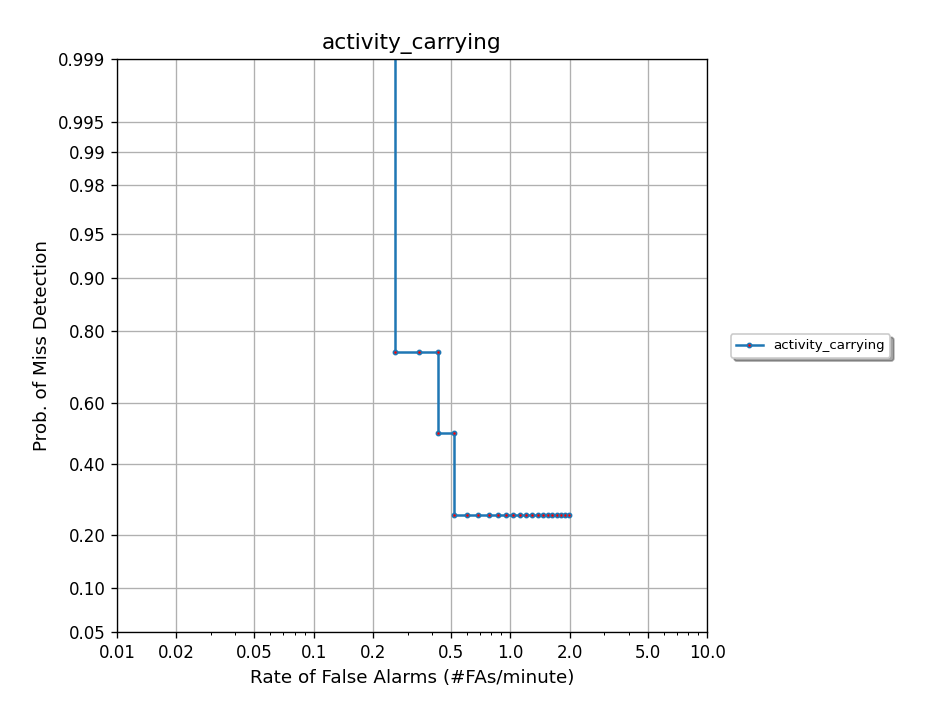 activity_carrying
0.999
0.995
0.99
0.98
0.95
0.90
0.80
0.60
0.40
0.20
0.10
0.05
Prob. of Miss Detection
0.01 0.02 0.05 0.1 0.2 0.5 1.0 2.0 5.0 10.0
Rate of False Alarms (#FAs/minute)
activity_carrying